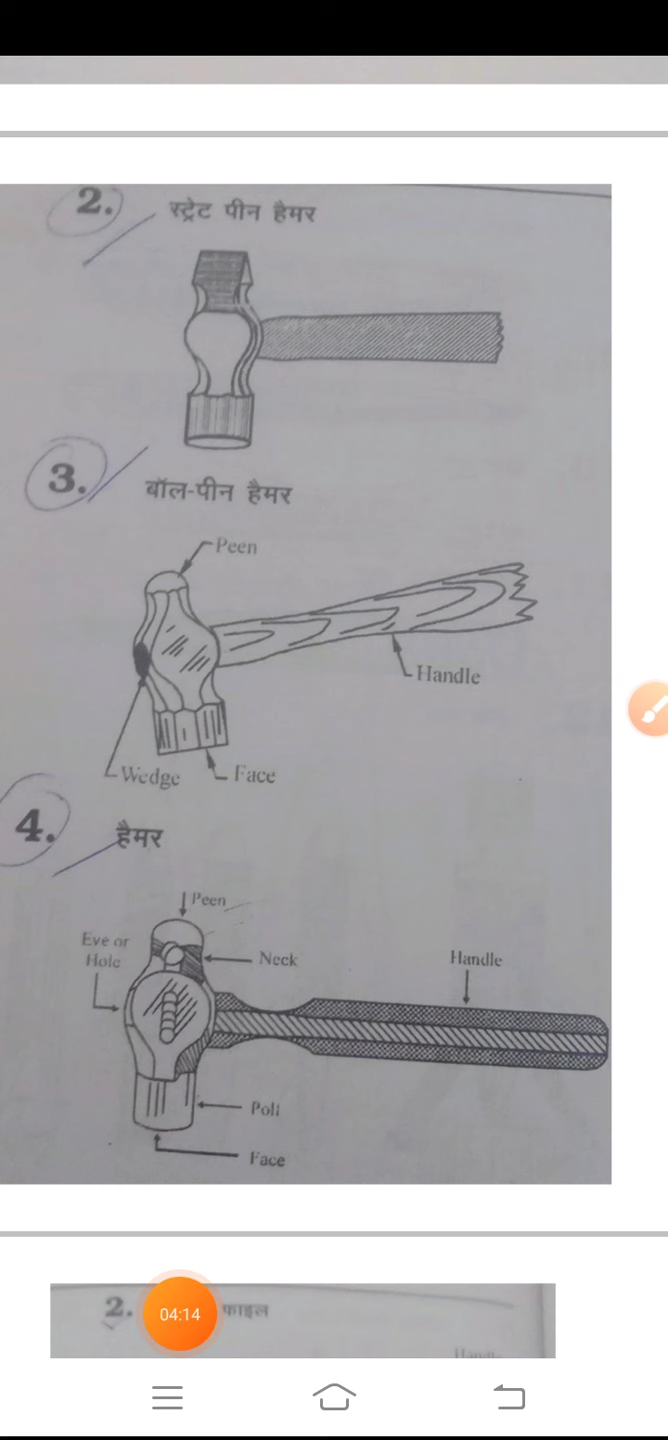 2. स्ट्रेट पीन हैमर
3. बॉल-पीन हैमर
Peen
Handle
Wedge
Face
4. हैमर
Peen
Eve or
Hole
Neck
Handle
Poli
Face
2.
04:14
फाइल